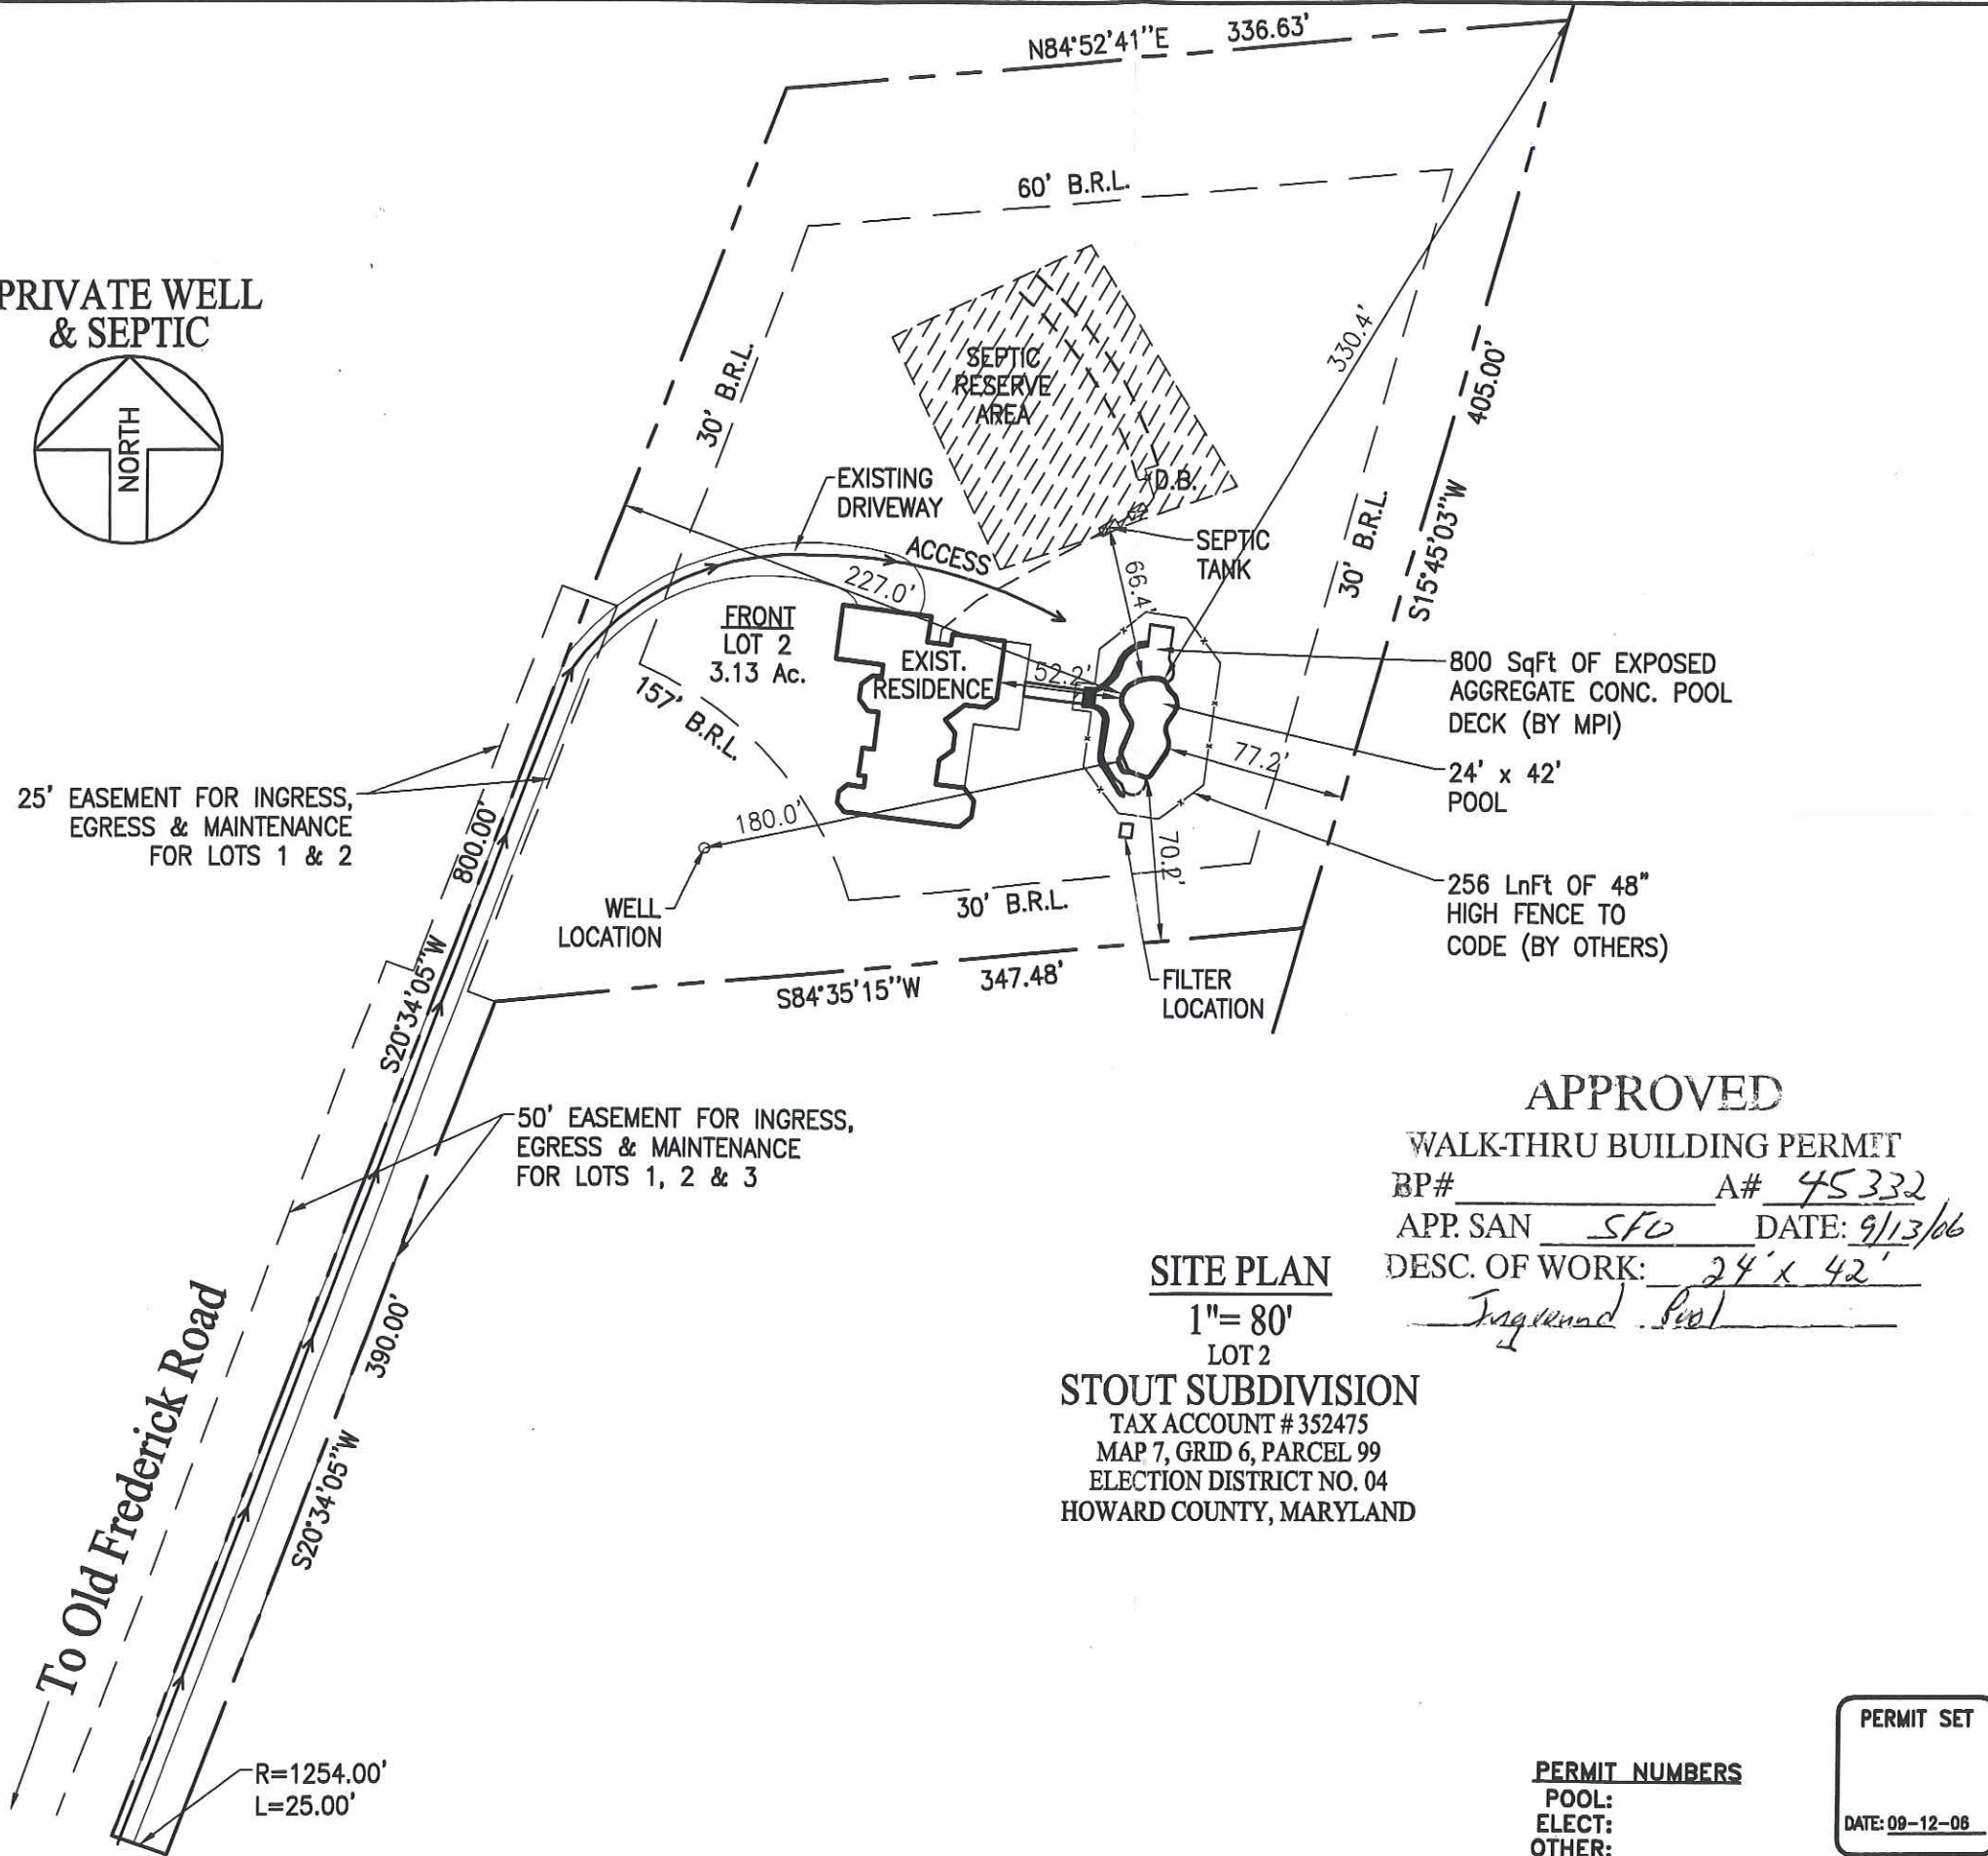 N84°52'41"E 336.63'
60' B.R.L.
PRIVATE WELL
& SEPTIC
NORTH
30' B.R.L.
SEPTIC
RESERVE
AREA
330.4'
405.00'
S15°45'03"W
30' B.R.L.
EXISTING
DRIVEWAY
D.B.
ACCESS
SEPTIC
TANK
227.0'
66.4'
FRONT
LOT 2
3.13 Ac.
EXIST.
RESIDENCE
52.2'
800 SqFt OF EXPOSED
AGGREGATE CONC. POOL
DECK (BY MPI)
157' B.R.L.
77.2'
24' x 42'
POOL
25' EASEMENT FOR INGRESS,
EGRESS & MAINTENANCE
FOR LOTS 1 & 2
800.00'
S20°34'05"W
180.0'
70.2'
256 LnFt OF 48"
HIGH FENCE TO
CODE (BY OTHERS)
WELL
LOCATION
30' B.R.L.
S84°35'15"W 347.48'
FILTER
LOCATION
50' EASEMENT FOR INGRESS,
EGRESS & MAINTENANCE
FOR LOTS 1, 2 & 3
APPROVED
WALK-THRU BUILDING PERMIT
BP# A# 45332
APP. SAN DATE: 9/13/06
DESC. OF WORK: 24' x 42'
Inground Pool
SITE PLAN
1"= 80'
LOT 2
STOUT SUBDIVISION
TAX ACCOUNT # 352475
MAP 7, GRID 6, PARCEL 99
ELECTION DISTRICT NO. 04
HOWARD COUNTY, MARYLAND
390.00'
S20°34'05"W
To Old Frederick Road
R=1254.00'
L=25.00'
PERMIT NUMBERS
POOL:
ELECT:
OTHER:
PERMIT SET
DATE: 09-12-06